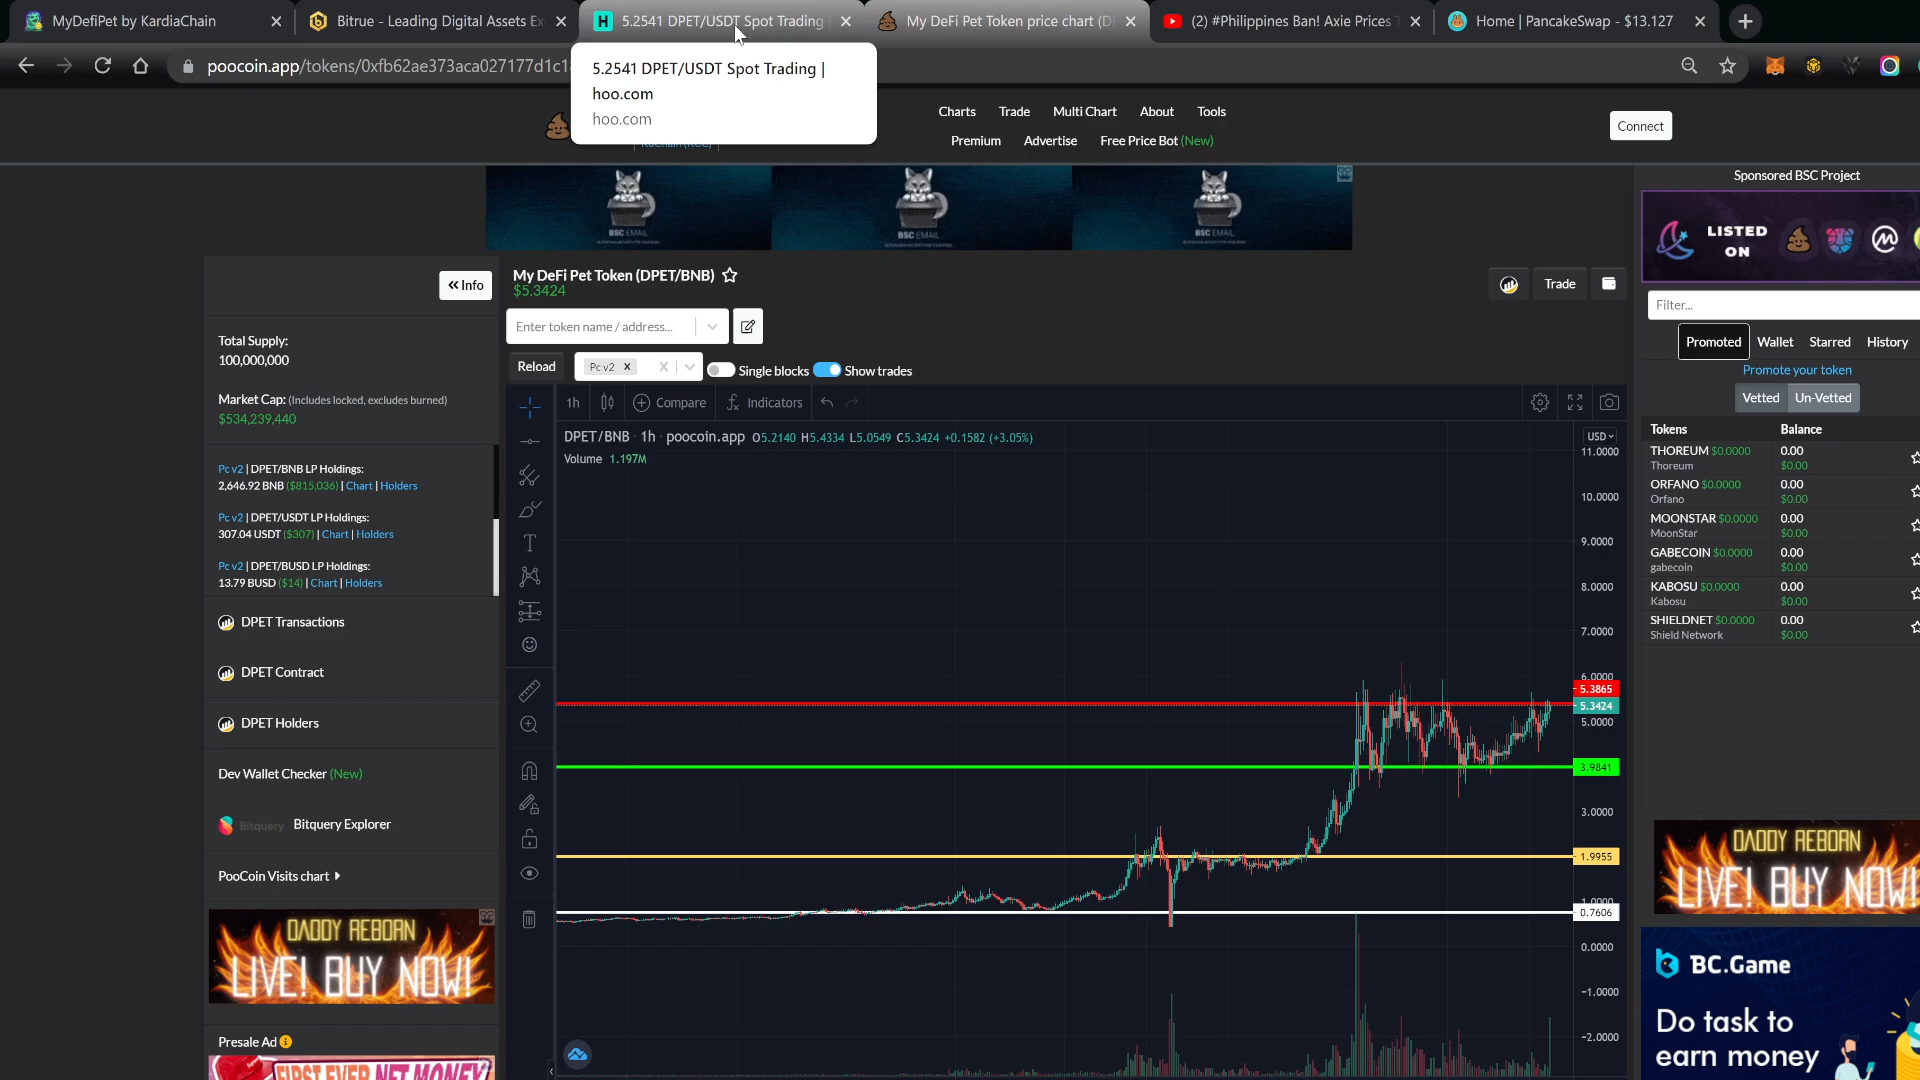 MyDefiPet by KardiaChain
Bitrue - Leading Digital Assets Ex
5.2541 DPET/USDT Spot Trading
My DeFi Pet Token price chart (D
(2) #Philippines Ban! Axie Prices
Home | PancakeSwap - $13.127
poocoin.app/tokens/0xfb62ae373aca027177d1c1
5.2541 DPET/USDT Spot Trading |
hoo.com
hoo.com
Charts Trade Multi Chart About Tools
Premium Advertise Free Price Bot (New)
Connect
BSC EMAIL
BSC EMAIL
BSC EMAIL
Sponsored BSC Project
LISTED
ON
Info
Total Supply:
100,000,000
Market Cap: (Includes locked, excludes burned)
$534,239,440
Pc v2 | DPET/BNB LP Holdings:
2,646.92 BNB ($815,036) | Chart | Holders
Pc v2 | DPET/USDT LP Holdings:
307.04 USDT ($307) | Chart | Holders
Pc v2 | DPET/BUSD LP Holdings:
13.79 BUSD ($14) | Chart | Holders
DPET Transactions
DPET Contract
DPET Holders
Dev Wallet Checker (New)
Bitquery Bitquery Explorer
PooCoin Visits chart
DADDY REBORN
LIVE! BUY NOW!
Presale Ad
FIRST EVER NFT MONEY
My DeFi Pet Token (DPET/BNB)
$5.3424
Trade
Enter token name / address...
Reload
Pc v2
Single blocks
Show trades
1h
Compare
Indicators
DPET/BNB · 1h · poocoin.app O5.2140 H5.4334 L5.0549 C5.3424 +0.1582 (+3.05%)
Volume 1.197M
USD
11.0000
10.0000
9.0000
8.0000
7.0000
6.0000
5.3865
5.3424
5.0000
3.9841
3.0000
1.9955
1.0000
0.7606
0.0000
−1.0000
−2.0000
Filter...
Promoted Wallet Starred History
Promote your token
Vetted Un-Vetted
Tokens Balance
THOREUM $0.0000 0.00
Thoreum $0.00
ORFANO $0.0000 0.00
Orfano $0.00
MOONSTAR $0.0000 0.00
MoonStar $0.00
GABECOIN $0.0000 0.00
gabecoin $0.00
KABOSU $0.0000 0.00
Kabosu $0.00
SHIELDNET $0.0000 0.00
Shield Network $0.00
DADDY REBORN
LIVE! BUY NOW!
BC.Game
Do task to
earn money